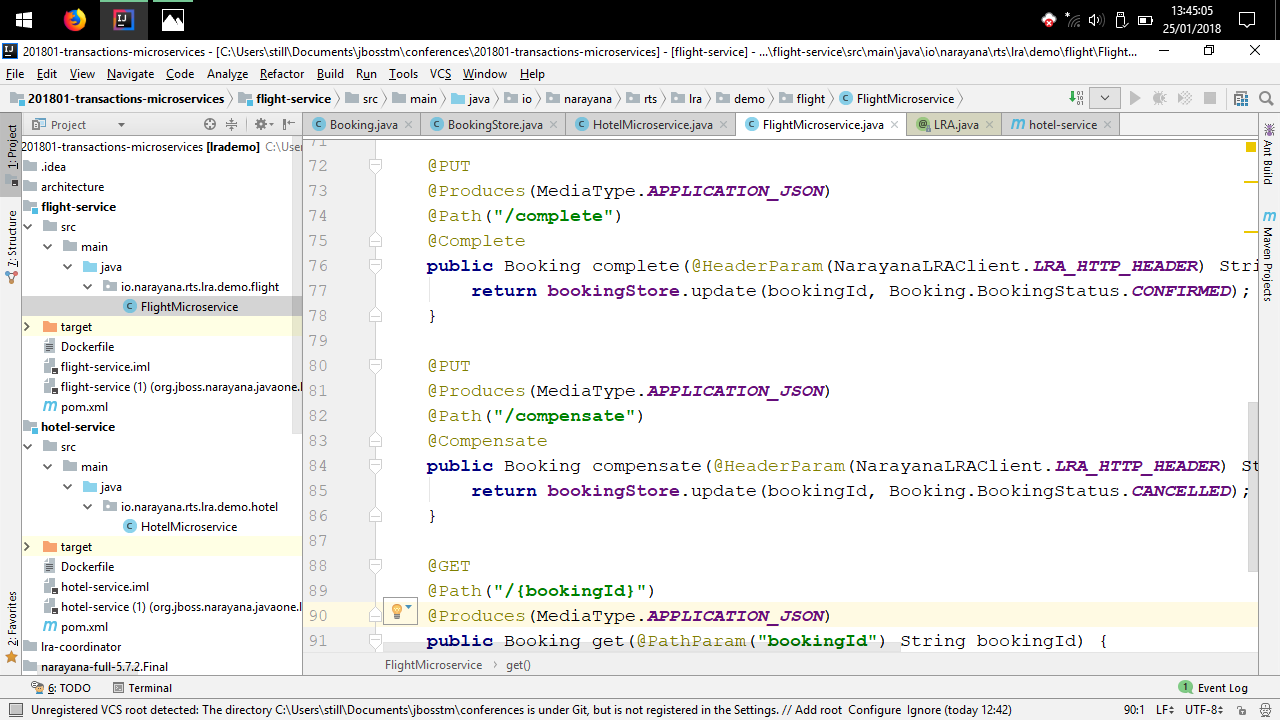 13:45:05
25/01/2018
201801-transactions-microservices - [C:\Users\still\Documents\jbosstm\conferences\201801-transactions-microservices] - [flight-service] - ...\flight-service\src\main\java\io\narayana\rts\lra\demo\flight\Flight...
File Edit View Navigate Code Analyze Refactor Build Run Tools VCS Window Help
201801-transactions-microservices flight-service src main java io narayana rts lra demo flight FlightMicroservice
Project Booking.java BookingStore.java HotelMicroservice.java FlightMicroservice.java LRA.java hotel-service
1: Project
7: Structure
2: Favorites
201801-transactions-microservices [lrademo] C:\Use
.idea
architecture
flight-service
src
main
java
io.narayana.rts.lra.demo.flight
FlightMicroservice
target
Dockerfile
flight-service.iml
flight-service (1) (org.jboss.narayana.javaone.l
pom.xml
hotel-service
src
main
java
io.narayana.rts.lra.demo.hotel
HotelMicroservice
target
Dockerfile
hotel-service.iml
hotel-service (1) (org.jboss.narayana.javaone.l
pom.xml
lra-coordinator
narayana-full-5.7.2.Final
71
72 @PUT
73 @Produces(MediaType.APPLICATION_JSON)
74 @Path("/complete")
75 @Complete
76 public Booking complete(@HeaderParam(NarayanaLRAClient.LRA_HTTP_HEADER) Stri
77 return bookingStore.update(bookingId, Booking.BookingStatus.CONFIRMED);
78 }
79
80 @PUT
81 @Produces(MediaType.APPLICATION_JSON)
82 @Path("/compensate")
83 @Compensate
84 public Booking compensate(@HeaderParam(NarayanaLRAClient.LRA_HTTP_HEADER) St
85 return bookingStore.update(bookingId, Booking.BookingStatus.CANCELLED);
86 }
87
88 @GET
89 @Path("/{bookingId}")
90 @Produces(MediaType.APPLICATION_JSON)
91 public Booking get(@PathParam("bookingId") String bookingId) {
Ant Build
Maven Projects
FlightMicroservice get()
6: TODO Terminal 1 Event Log
Unregistered VCS root detected: The directory C:\Users\still\Documents\jbosstm\conferences is under Git, but is not registered in the Settings. // Add root Configure Ignore (today 12:42) 90:1 LF UTF-8